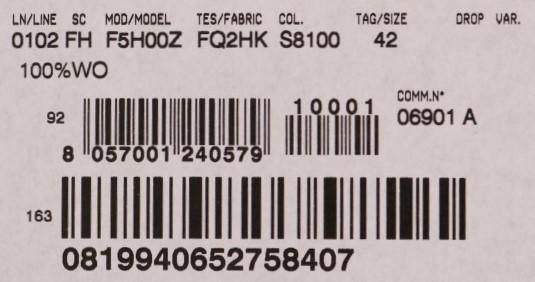 LN/LINE SC MOD/MODEL TES/FABRIC COL. TAG/SIZE DROP VAR.
0102 FH F5H00Z FQ2HK S8100 42
100%WO
92
10001
COMM.N°
06901 A
8 057001 240579
163
0819940652758407